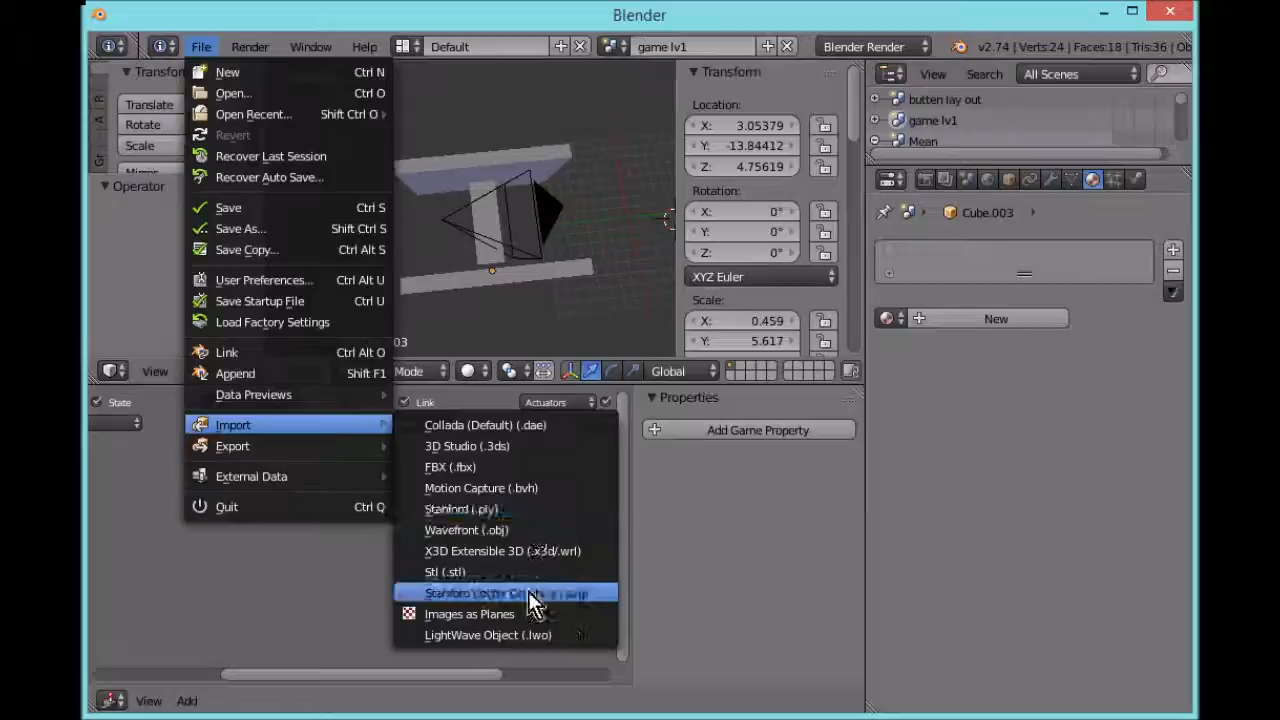 Blender
File Render Window Help Default game lv1 Blender Render v2.74 | Verts:24 | Faces:18 | Tris:36 | Ob
New Ctrl N
Open... Ctrl O
Open Recent... Shift Ctrl O
Revert
Recover Last Session
Recover Auto Save...
Save Ctrl S
Save As... Shift Ctrl S
Save Copy... Ctrl Alt S
User Preferences... Ctrl Alt U
Save Startup File Ctrl U
Load Factory Settings
Link Ctrl Alt O
Append Shift F1
Data Previews
Import
Export
External Data
Quit Ctrl Q
Collada (Default) (.dae)
3D Studio (.3ds)
FBX (.fbx)
Motion Capture (.bvh)
Stanford (.ply)
Wavefront (.obj)
X3D Extensible 3D (.x3d/.wrl)
Stl (.stl)
Images as Planes
LightWave Object (.lwo)
Transfor
Translate
Rotate
Scale
Mirror
Operator
03
View Mode Global
Transform
Location:
X: 3.05379
Y: -13.84412
Z: 4.75619
Rotation:
X: 0°
Y: 0°
Z: 0°
XYZ Euler
Scale:
X: 0.459
Y: 5.617
View Search All Scenes
butten lay out
game lv1
Mean
Cube.003
New
State Link Actuators
Properties
Add Game Property
View Add